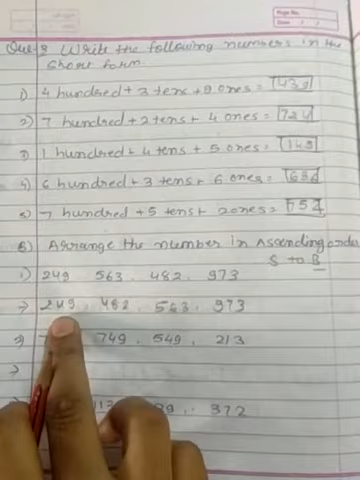 Page No.
Date / /
Que:- 8 Write the following numbers in the
short form.
1) 4 hundred + 3 tens + 9 ones = 439
2) 7 hundred + 2 tens + 4 ones = 724
3) 1 hundred + 4 tens + 5 ones = 145
4) 6 hundred + 3 tens + 6 ones = 636
5) 7 hundred + 5 tens + 2 ones = 752
B) Arrange the number in Ascending order
S to B
1) 249 , 563 , 482 , 973
→ 249 , 482 , 563 , 973
2) 749 , 549 , 213
→
112 372